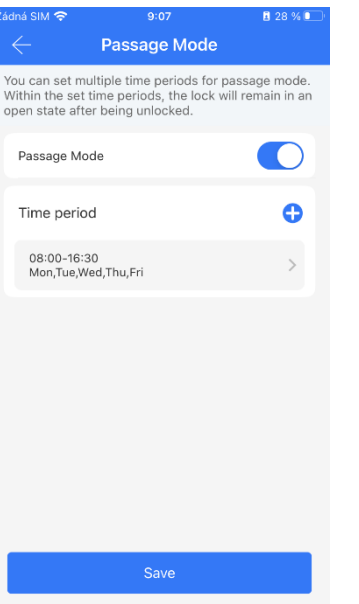 Žádná SIM 9:07 28 %
Passage Mode
You can set multiple time periods for passage mode.
Within the set time periods, the lock will remain in an
open state after being unlocked.
Passage Mode
Time period
08:00-16:30
Mon,Tue,Wed,Thu,Fri
Save